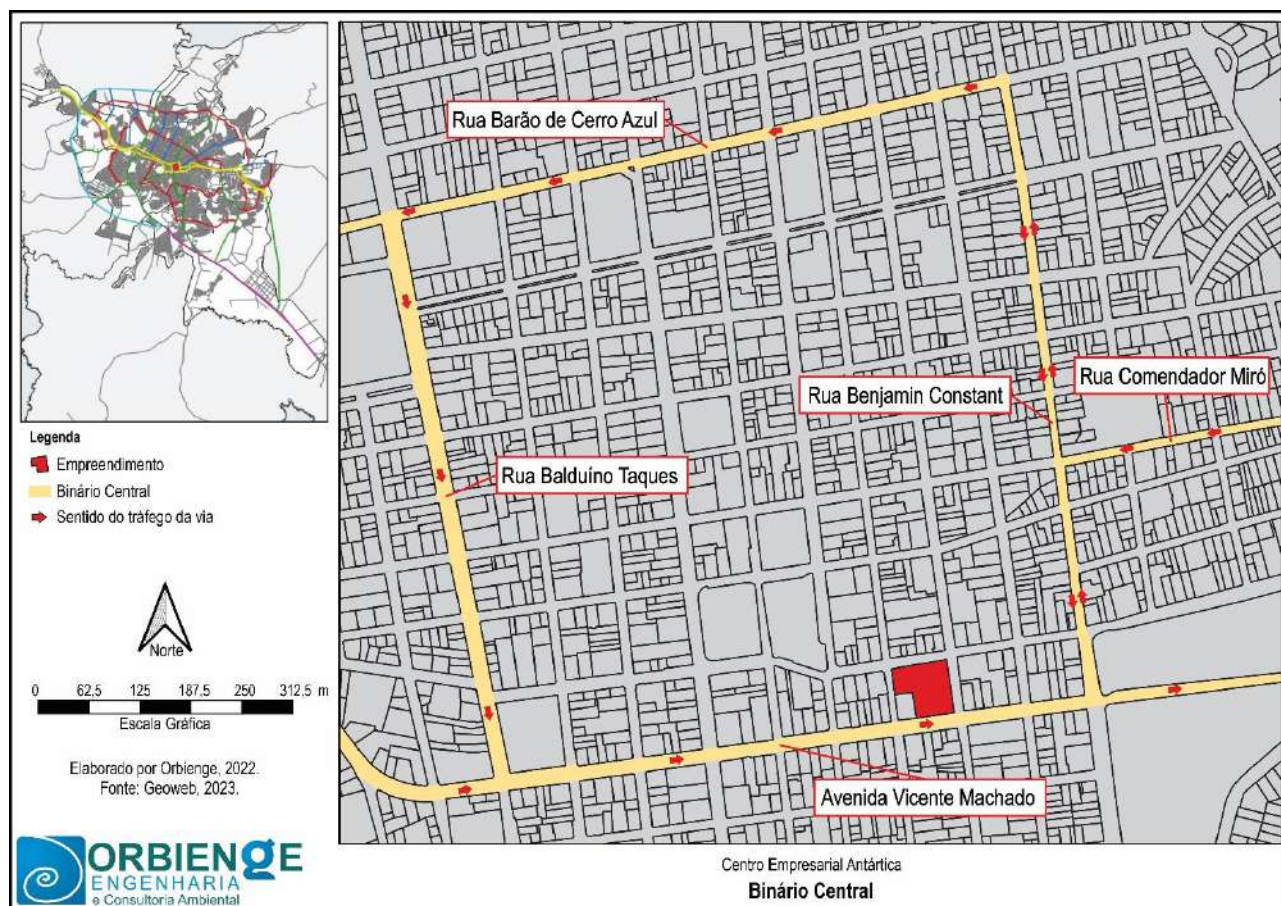 Legenda
Empreendimento
Binário Central
Sentido do tráfego da via
Norte
0 62,5 125 187,5 250 312,5 m
Escala Gráfica
Elaborado por Orbienge, 2022.
Fonte: Geoweb, 2023.
ORBIENGE
ENGENHARIA
e Consultoria Ambiental
Rua Barão de Cerro Azul
Rua Comendador Miró
Rua Benjamin Constant
Rua Balduíno Taques
Avenida Vicente Machado
Centro Empresarial Antártica
Binário Central